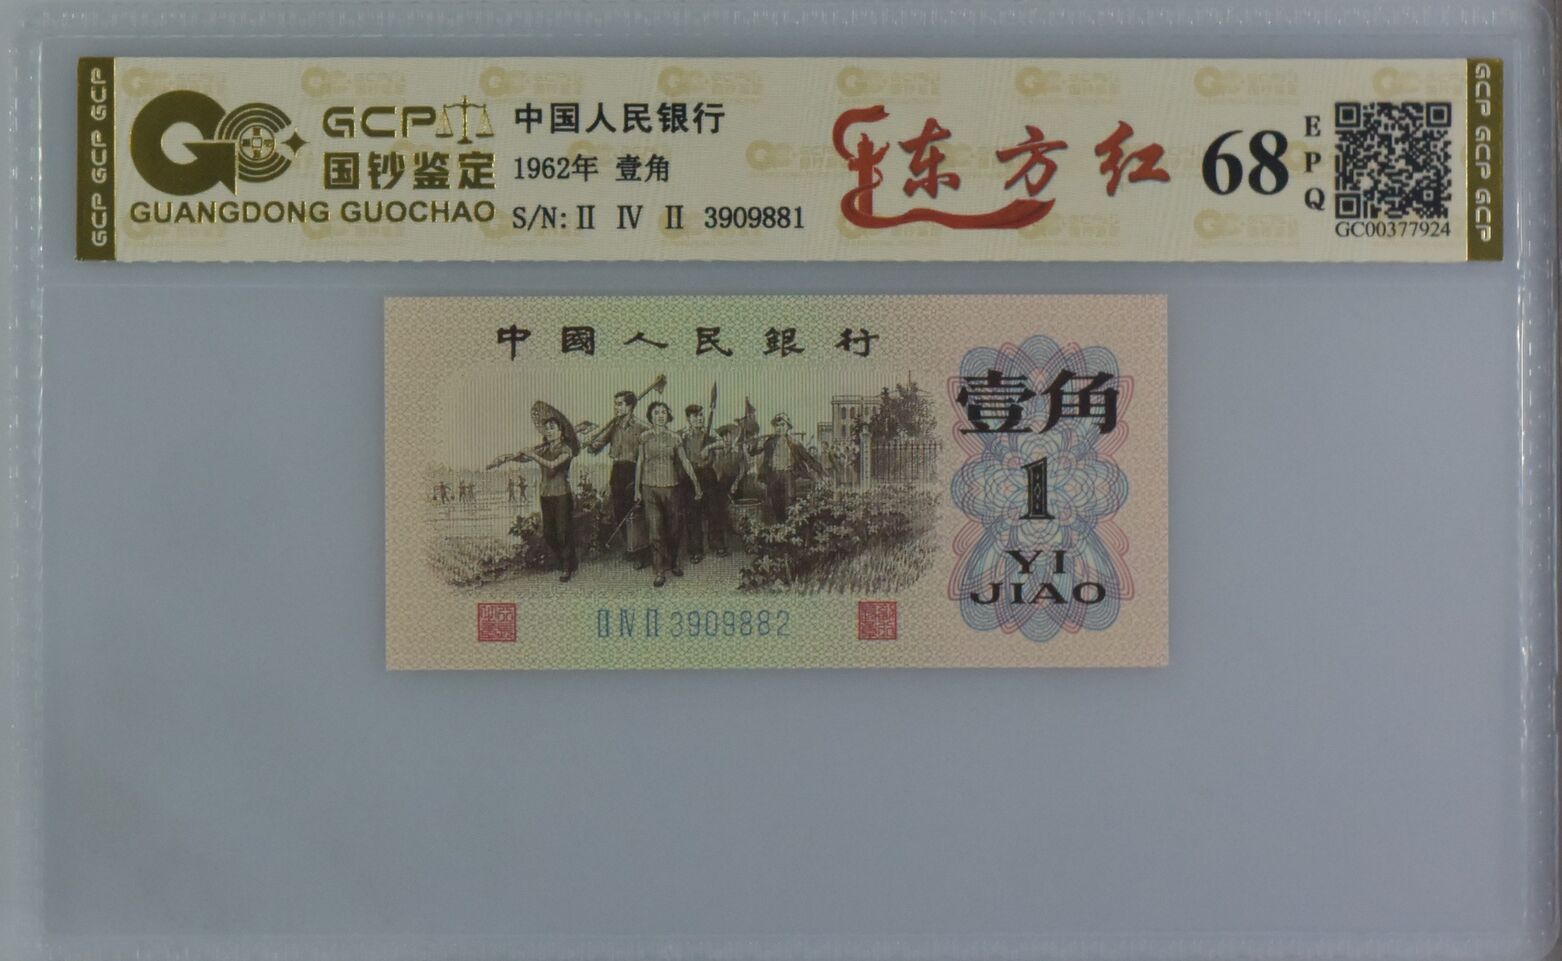 GCP GCP GCP
GCP
国钞鉴定
GUANGDONG GUOCHAO
中国人民银行
1962年 壹角
S/N: II IV II 3909881
东方红
68
EPQ
GC00377924
GCP GCP GCP
中國人民銀行
壹角
1
YI
JIAO
II IV II 3909882